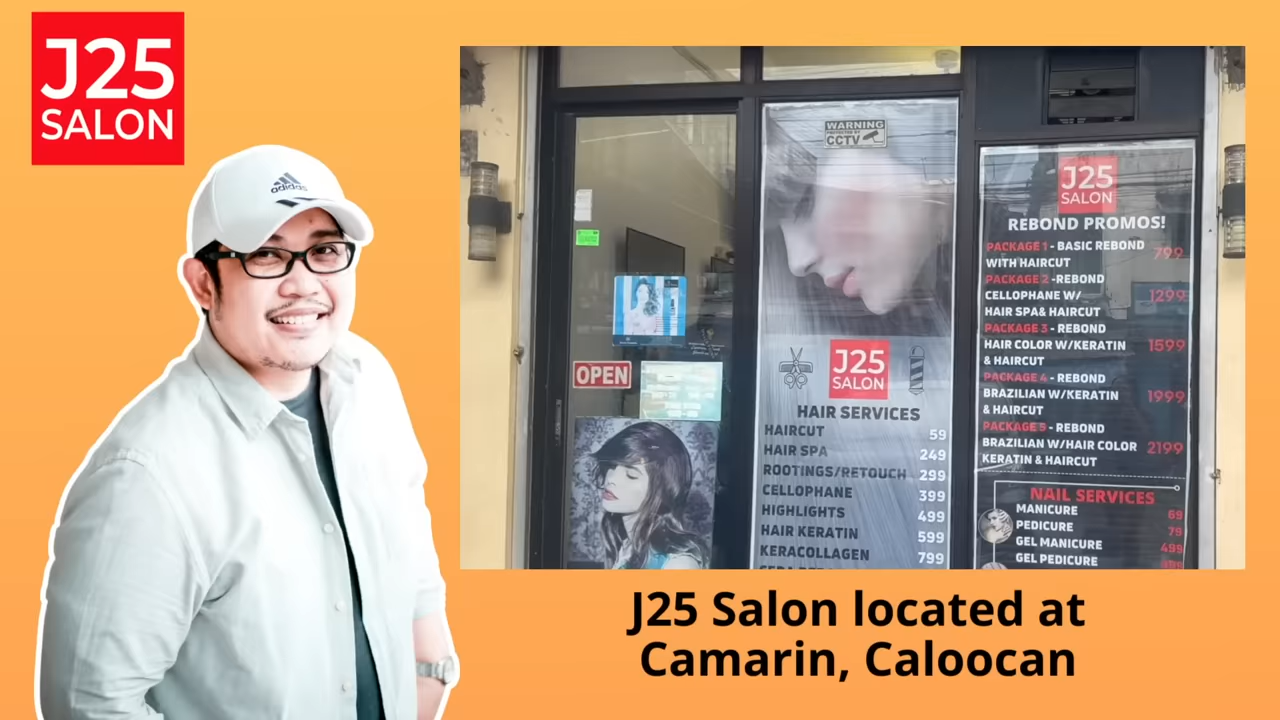 J25
SALON
adidas
WARNING
PROTECTED BY
CCTV
OPEN
J25
SALON
HAIR SERVICES
HAIRCUT 59
HAIR SPA 249
ROOTINGS/RETOUCH 299
CELLOPHANE 399
HIGHLIGHTS 499
HAIR KERATIN 599
KERACOLLAGEN 799
J25
SALON
REBOND PROMOS!
PACKAGE 1 - BASIC REBOND
WITH HAIRCUT 799
PACKAGE 2 -REBOND
CELLOPHANE W/ 1299
HAIR SPA& HAIRCUT
PACKAGE 3 - REBOND
HAIR COLOR W/KERATIN 1599
& HAIRCUT
PACKAGE 4 - REBOND
BRAZILIAN W/KERATIN 1999
& HAIRCUT
PACKAGE 5 - REBOND
BRAZILIAN W/HAIR COLOR 2199
KERATIN & HAIRCUT
NAIL SERVICES
MANICURE 69
PEDICURE 79
GEL MANICURE 499
GEL PEDICURE
J25 Salon located at
Camarin, Caloocan